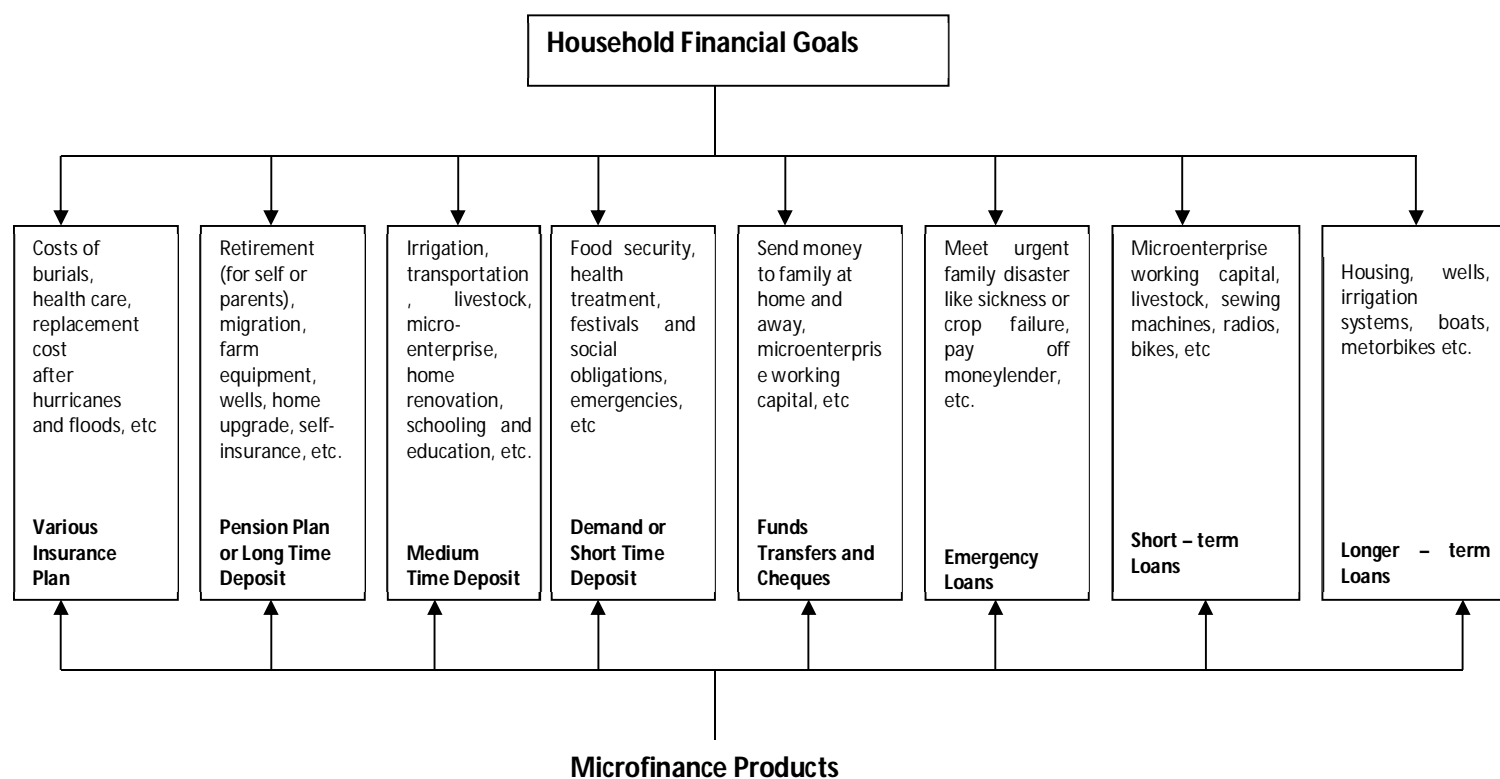 Household Financial Goals
Costs of
burials,
health care,
replacement
cost
after
hurricanes
and floods, etc
Various
Insurance
Plan
Retirement
(for self or
parents),
migration,
farm
equipment,
wells, home
upgrade, self-
insurance, etc.
Pension Plan
or Long Time
Deposit
Irrigation,
transportation
, livestock,
micro-
enterprise,
home
renovation,
schooling and
education, etc.
Medium
Time Deposit
Food security,
health
treatment,
festivals and
social
obligations,
emergencies,
etc
Demand or
Short Time
Deposit
Send money
to family at
home and
away,
microenterpris
e working
capital, etc
Funds
Transfers and
Cheques
Meet urgent
family disaster
like sickness or
crop failure,
pay off
moneylender,
etc.
Emergency
Loans
Microenterprise
working capital,
livestock, sewing
machines, radios,
bikes, etc
Short – term
Loans
Housing, wells,
irrigation
systems, boats,
metorbikes etc.
Longer – term
Loans
Microfinance Products